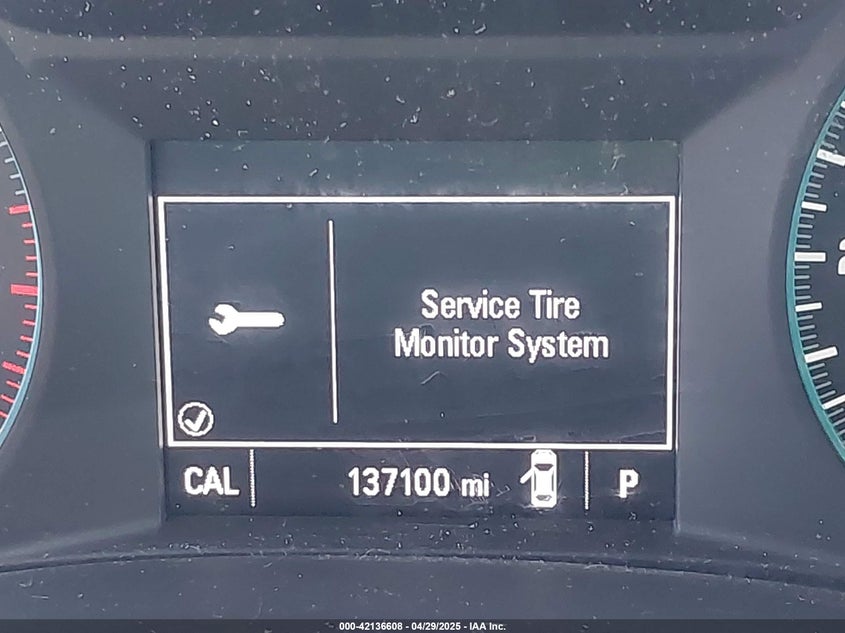 Service Tire
Monitor System
CAL 137100 mi P
000-42136608 - 04/29/2025 - IAA Inc.